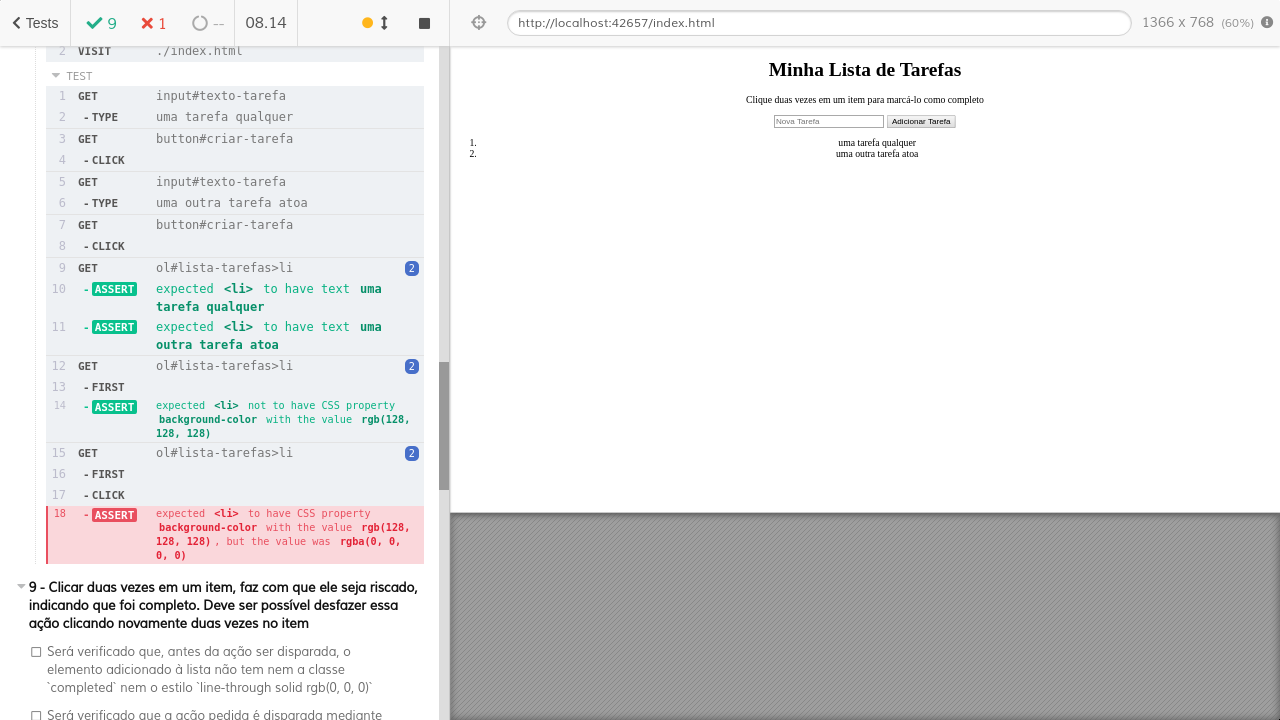 Tests
9
1
--
08.14
http://localhost:42657/index.html
1366 x 768 (60%)
2 VISIT ./index.html
TEST
1 GET input#texto-tarefa
2 - TYPE uma tarefa qualquer
3 GET button#criar-tarefa
4 - CLICK
5 GET input#texto-tarefa
6 - TYPE uma outra tarefa atoa
7 GET button#criar-tarefa
8 - CLICK
9 GET ol#lista-tarefas>li 2
10 - ASSERT expected <li> to have text uma
tarefa qualquer
11 - ASSERT expected <li> to have text uma
outra tarefa atoa
12 GET ol#lista-tarefas>li 2
13 - FIRST
14 - ASSERT expected <li> not to have CSS property
background-color with the value rgb(128,
128, 128)
15 GET ol#lista-tarefas>li 2
16 - FIRST
17 - CLICK
18 - ASSERT expected <li> to have CSS property
background-color with the value rgb(128,
128, 128) , but the value was rgba(0, 0,
0, 0)
9 - Clicar duas vezes em um item, faz com que ele seja riscado,
indicando que foi completo. Deve ser possível desfazer essa
ação clicando novamente duas vezes no item
Será verificado que, antes da ação ser disparada, o
elemento adicionado à lista não tem nem a classe
`completed` nem o estilo `line-through solid rgb(0, 0, 0)`
Será verificado que a ação pedida é disparada mediante
Minha Lista de Tarefas
Clique duas vezes em um item para marcá-lo como completo
Nova Tarefa
Adicionar Tarefa
1. uma tarefa qualquer
2. uma outra tarefa atoa